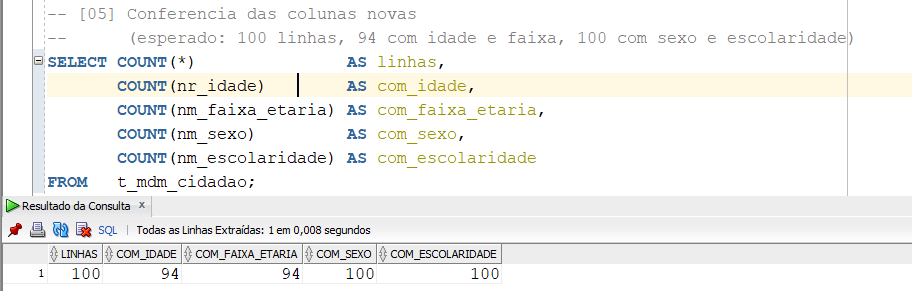 -- [05] Conferencia das colunas novas
--      (esperado: 100 linhas, 94 com idade e faixa, 100 com sexo e escolaridade)
SELECT COUNT(*)               AS linhas,
       COUNT(nr_idade)        AS com_idade,
       COUNT(nm_faixa_etaria) AS com_faixa_etaria,
       COUNT(nm_sexo)         AS com_sexo,
       COUNT(nm_escolaridade) AS com_escolaridade
FROM   t_mdm_cidadao;
Resultado da Consulta x
SQL | Todas as Linhas Extraídas: 1 em 0,008 segundos
LINHAS COM_IDADE COM_FAIXA_ETARIA COM_SEXO COM_ESCOLARIDADE
1 100 94 94 100 100